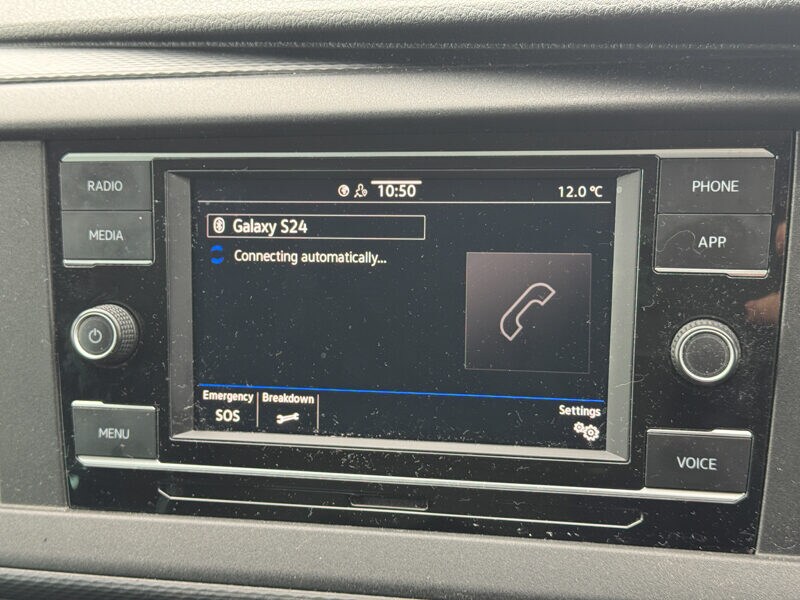 RADIO
MEDIA
MENU
10:50
12.0 °C
Galaxy S24
Connecting automatically...
Emergency
SOS
Breakdown
Settings
PHONE
APP
VOICE